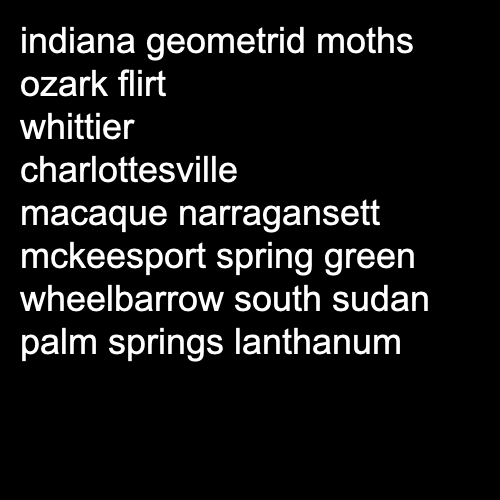 indiana geometrid moths
ozark flirt
whittier
charlottesville
macaque narragansett
mckeesport spring green
wheelbarrow south sudan
palm springs lanthanum